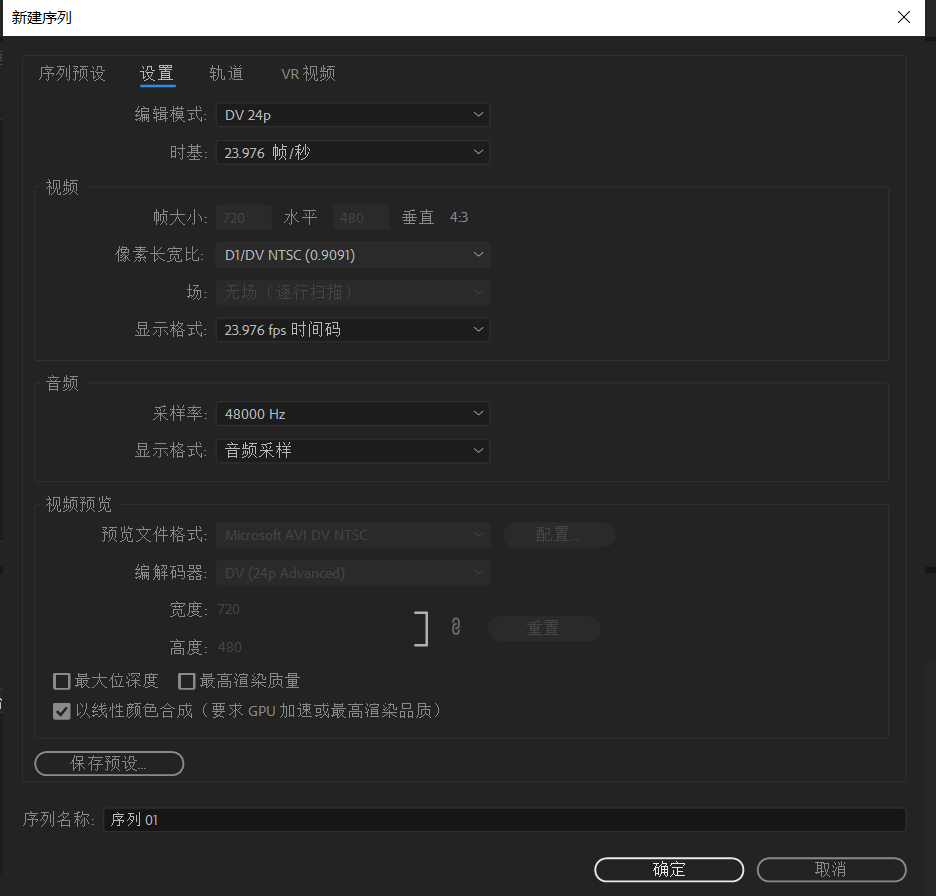 新建序列
序列预设 设置 轨道 VR 视频
编辑模式: DV 24p
时基: 23.976 帧/秒
视频
帧大小: 720 水平 480 垂直 4:3
像素长宽比: D1/DV NTSC (0.9091)
场: 无场（逐行扫描）
显示格式: 23.976 fps 时间码
音频
采样率: 48000 Hz
显示格式: 音频采样
视频预览
预览文件格式: Microsoft AVI DV NTSC 配置...
编解码器: DV (24p Advanced)
宽度: 720
高度: 480
重置
最大位深度 最高渲染质量
以线性颜色合成（要求 GPU 加速或最高渲染品质）
保存预设...
序列名称: 序列 01
确定 取消